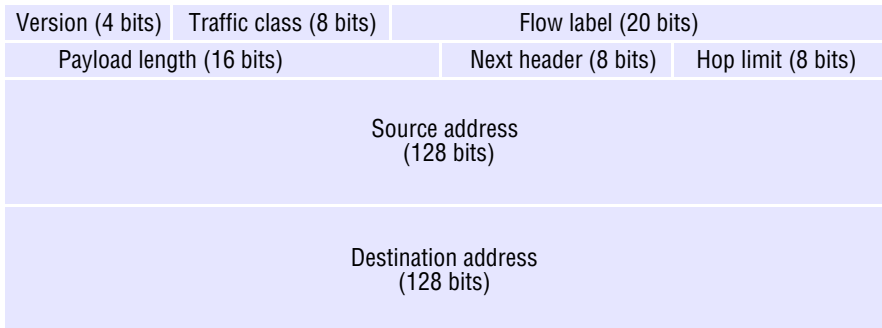 Version (4 bits) Traffic class (8 bits) Flow label (20 bits)
Payload length (16 bits) Next header (8 bits) Hop limit (8 bits)
Source address
(128 bits)
Destination address
(128 bits)